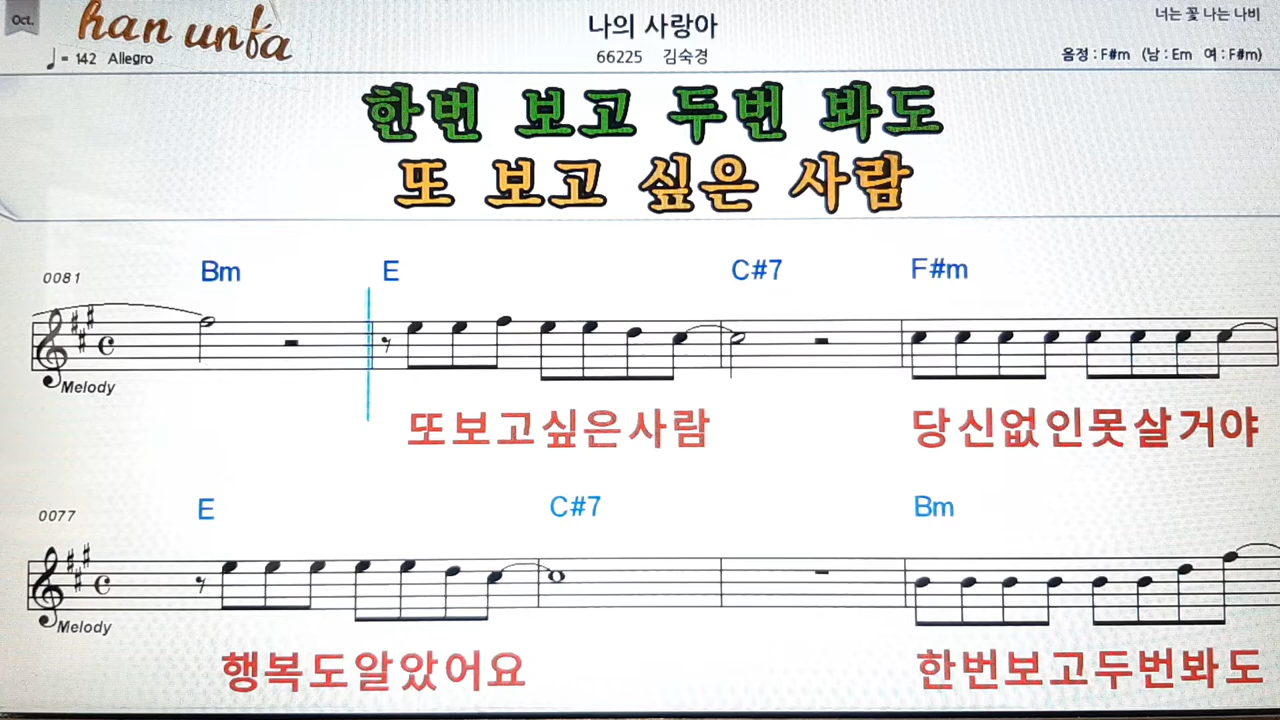 Oct.
han unfa
나의 사랑아
너는 꽃 나는 나비
♩ = 142 Allegro
66225 김숙경
음정 : F#m (남 : Em 여 : F#m)
한번 보고 두번 봐도
또 보고 싶은 사람
0081
Bm E C#7 F#m
Melody
또보고싶은사람 당신없인못살거야
0077
E C#7 Bm
Melody
행복도알았어요 한번보고두번봐도